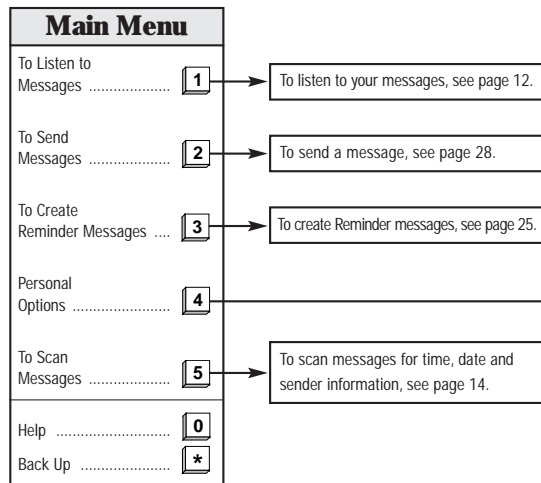 Main Menu
To Listen to
Messages ................... 1
To listen to your messages, see page 12.
To Send
Messages ................... 2
To send a message, see page 28.
To Create
Reminder Messages .... 3
To create Reminder messages, see page 25.
Personal
Options ....................... 4
To Scan
Messages ................... 5
To scan messages for time, date and
sender information, see page 14.
Help ........................... 0
Back Up ..................... *